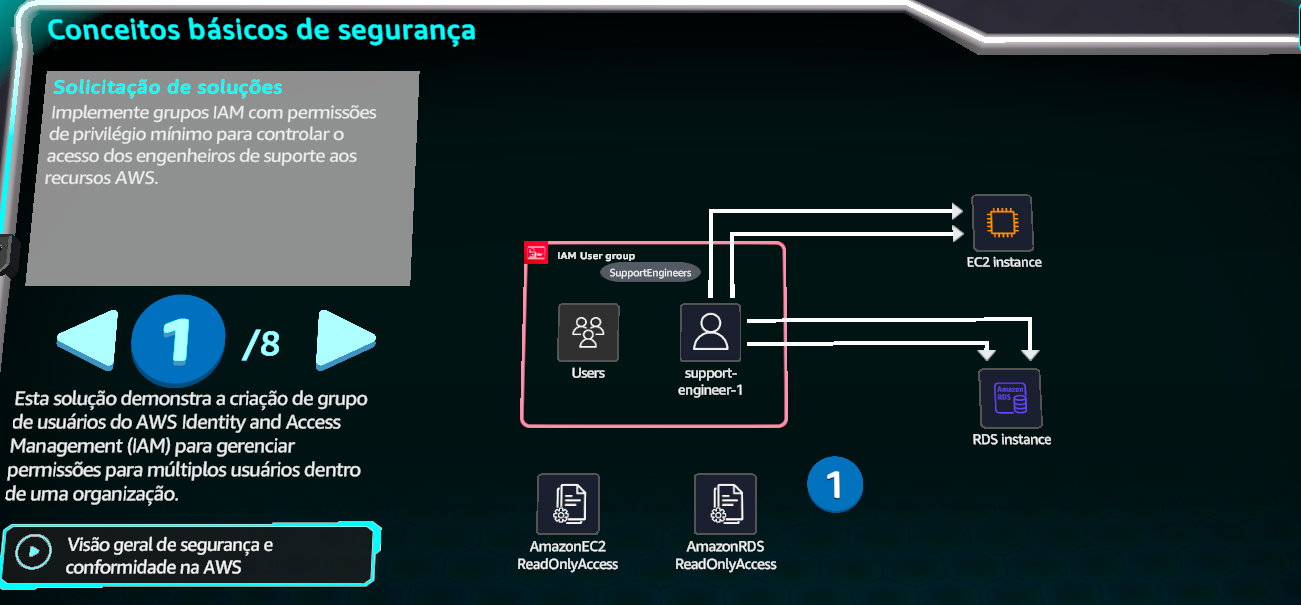 Conceitos básicos de segurança
Solicitação de soluções
Implemente grupos IAM com permissões
de privilégio mínimo para controlar o
acesso dos engenheiros de suporte aos
recursos AWS.
1 /8
Esta solução demonstra a criação de grupo
de usuários do AWS Identity and Access
Management (IAM) para gerenciar
permissões para múltiplos usuários dentro
de uma organização.
Visão geral de segurança e
conformidade na AWS
IAM User group
SupportEngineers
Users
support-
engineer-1
EC2 instance
Amazon
RDS
RDS instance
1
AmazonEC2
ReadOnlyAccess
AmazonRDS
ReadOnlyAccess